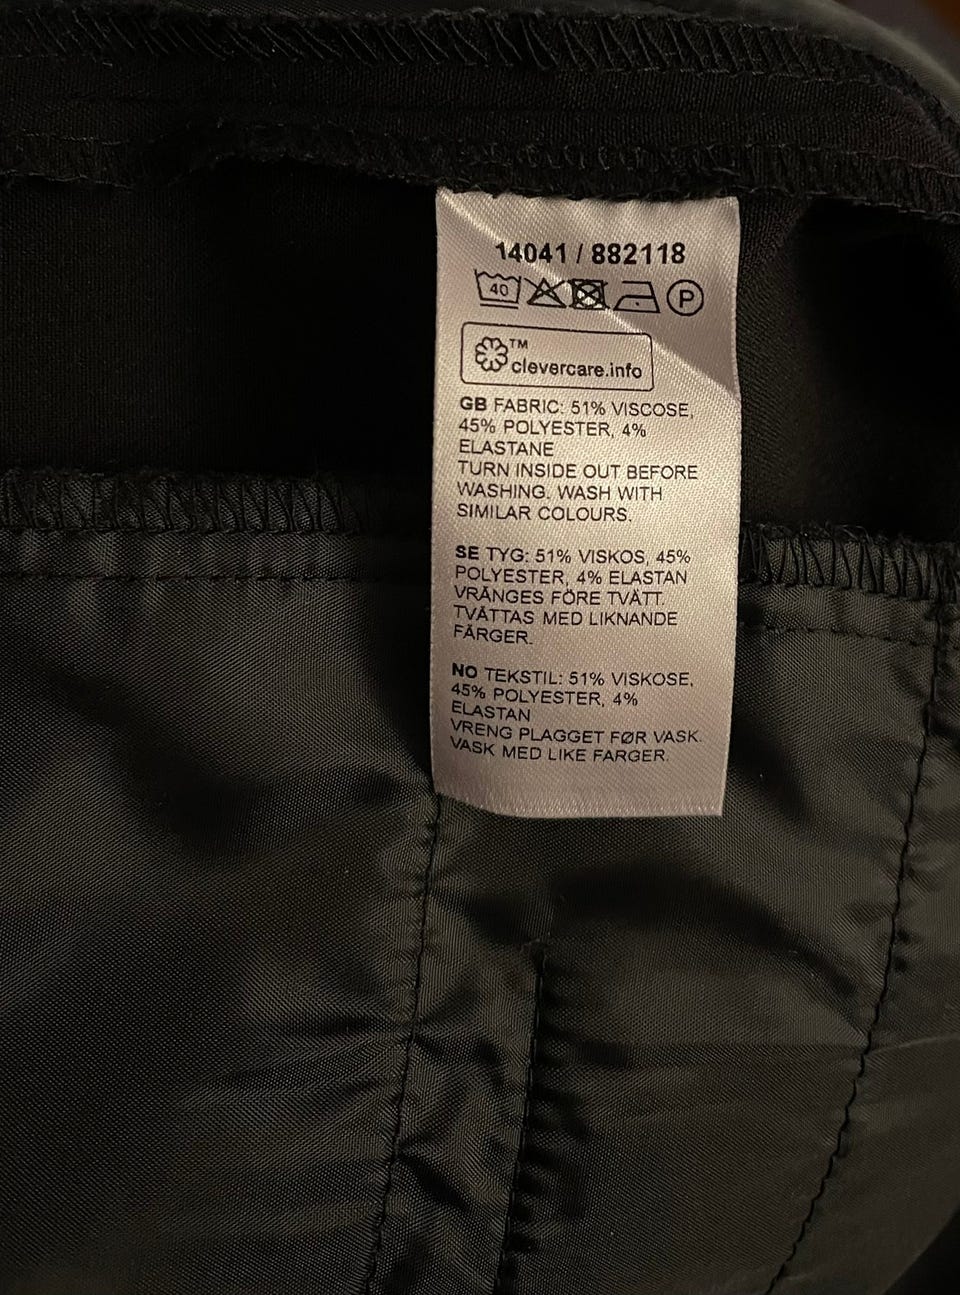 14041 / 882118
40 P
TM
clevercare.info
GB FABRIC: 51% VISCOSE,
45% POLYESTER, 4%
ELASTANE
TURN INSIDE OUT BEFORE
WASHING. WASH WITH
SIMILAR COLOURS.
SE TYG: 51% VISKOS, 45%
POLYESTER, 4% ELASTAN
VRÄNGES FÖRE TVÄTT.
TVÄTTAS MED LIKNANDE
FÄRGER.
NO TEKSTIL: 51% VISKOSE,
45% POLYESTER, 4%
ELASTAN
VRENG PLAGGET FØR VASK.
VASK MED LIKE FARGER.